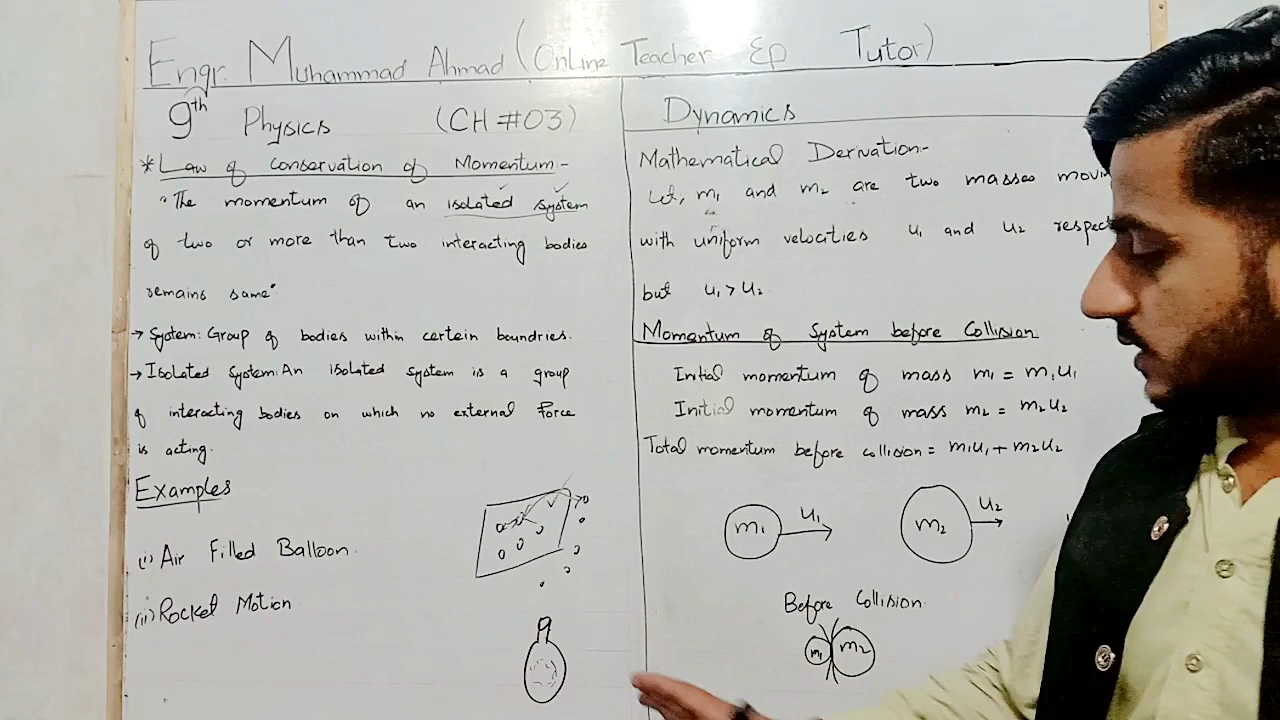 Engr. Muhammad Ahmad (Online Teacher & Tutor)
9th Physics (CH #03)
* Law of conservation of Momentum:-
"The momentum of an isolated system
of two or more than two interacting bodies
remains same"
→ System: Group of bodies within certain boundries.
→ Isolated System: An isolated system is a group
of interacting bodies on which no external Force
is acting.
Examples
(i) Air Filled Balloon.
(ii) Rocket Motion
Dynamics
Mathematical Derivation:-
Let, m1 and m2 are two masses movin
with uniform velocities u1 and u2 respec
but u1 > u2.
Momentum of System before Collision
Initial momentum of mass m1 = m1u1
Initial momentum of mass m2 = m2u2
Total momentum before collision = m1u1 + m2u2
m1 u1 m2 u2
Before Collision.
m1 m2